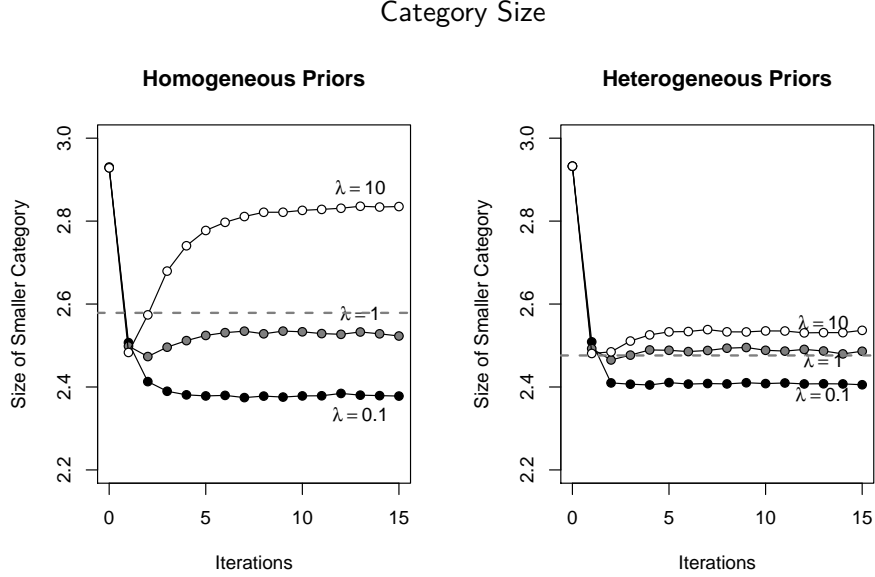 Category Size
Homogeneous Priors
Size of Smaller Category
3.0
2.8
2.6
2.4
2.2
λ = 10
λ = 1
λ = 0.1
0 5 10 15
Iterations
Heterogeneous Priors
Size of Smaller Category
3.0
2.8
2.6
2.4
2.2
λ = 10
λ = 1
λ = 0.1
0 5 10 15
Iterations